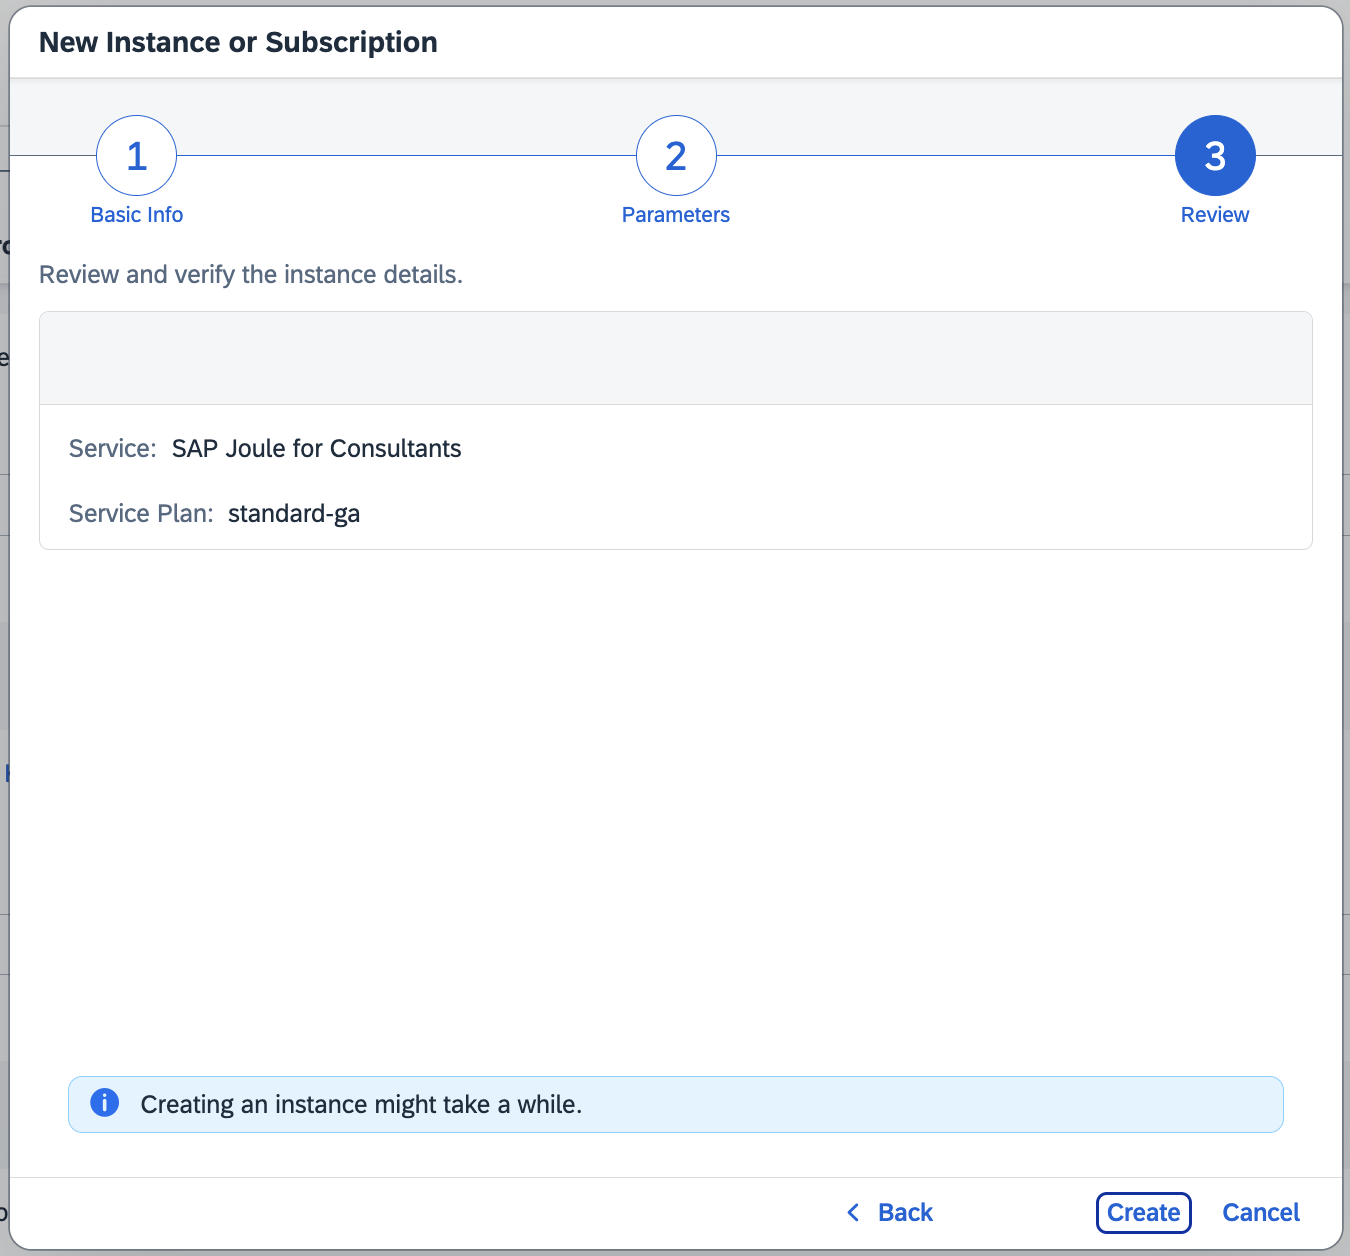 New Instance or Subscription
1
2
3
Basic Info
Parameters
Review
Review and verify the instance details.
Service: SAP Joule for Consultants
Service Plan: standard-ga
Creating an instance might take a while.
Back
Create
Cancel